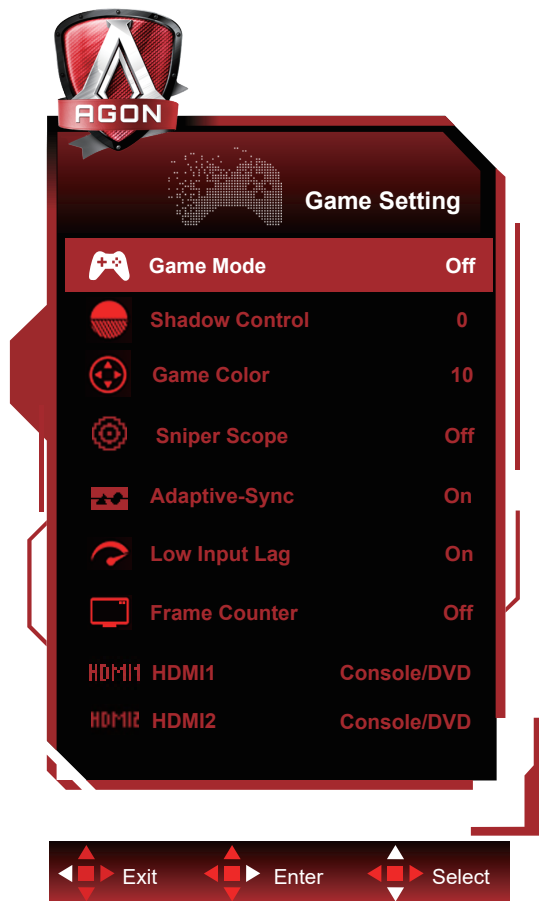 AGON
Game Setting
Game Mode Off
Shadow Control 0
Game Color 10
Sniper Scope Off
Adaptive-Sync On
Low Input Lag On
Frame Counter Off
HDMI1 HDMI1 Console/DVD
HDMI2 HDMI2 Console/DVD
Exit Enter Select